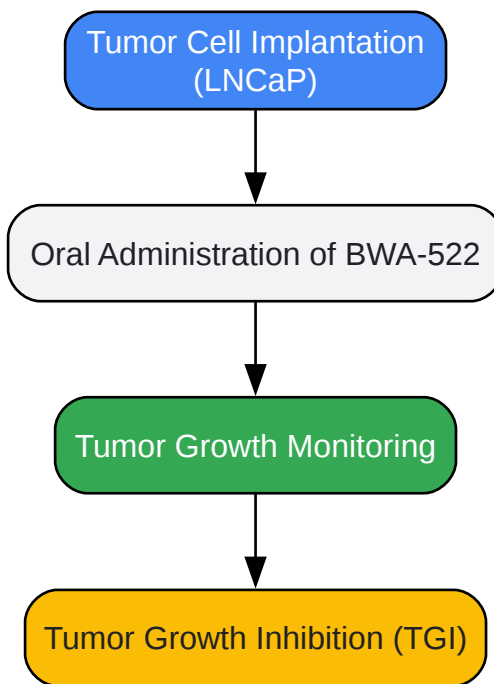 Tumor Cell Implantation
(LNCaP)
Oral Administration of BWA-522
Tumor Growth Monitoring
Tumor Growth Inhibition (TGI)